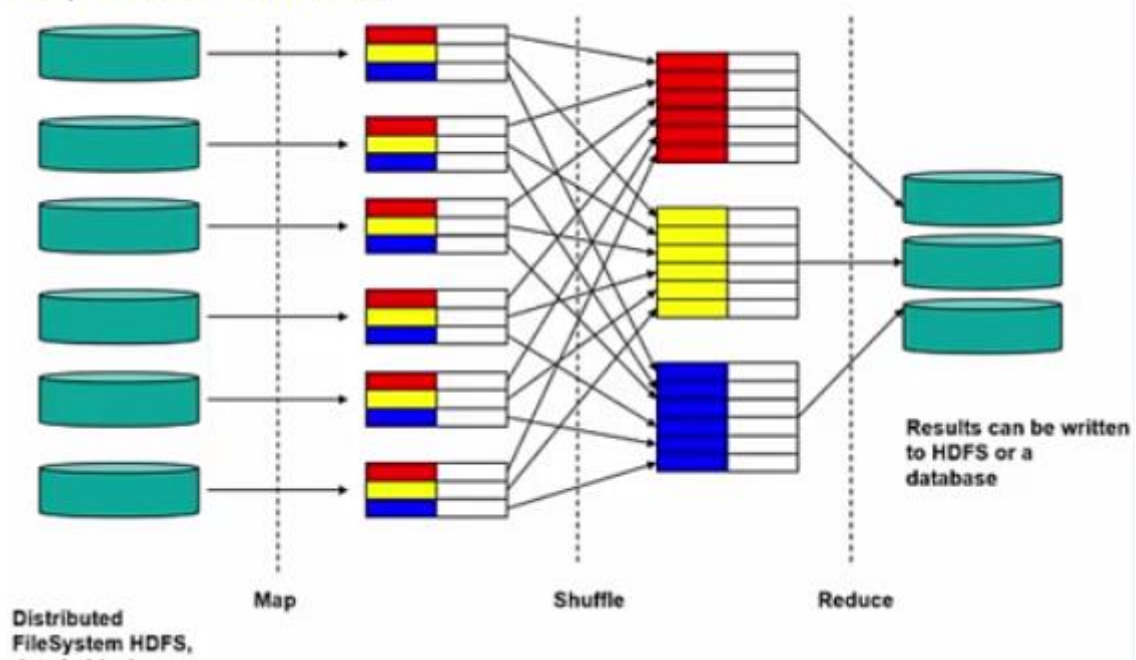 Map
Shuffle
Reduce
Results can be written
to HDFS or a
database
Distributed
FileSystem HDFS,